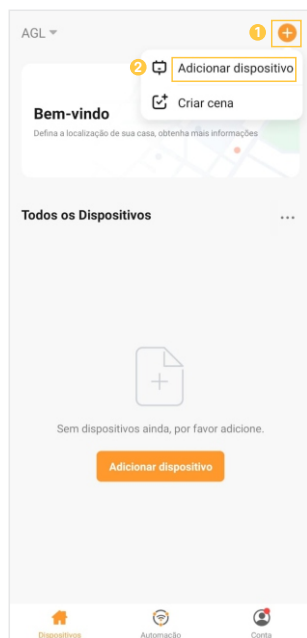 AGL
1
2 Adicionar dispositivo
Criar cena
Bem-vindo
Defina a localização de sua casa, obtenha mais informações
Todos os Dispositivos
...
Sem dispositivos ainda, por favor adicione.
Adicionar dispositivo
Dispositivos Automação Conta